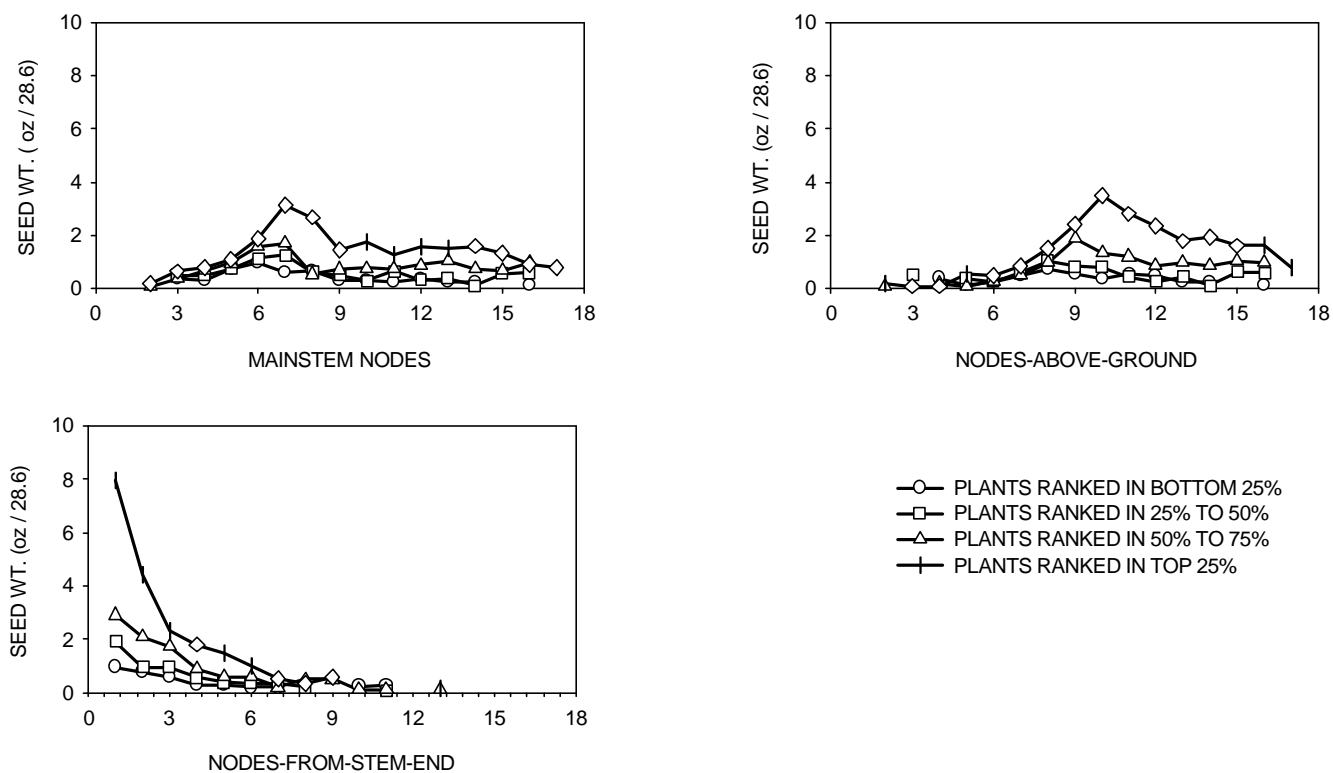 10
8
6
4
2
0
SEED WT. ( oz / 28.6)
0 3 6 9 12 15 18
MAINSTEM NODES
10
8
6
4
2
0
SEED WT. (oz / 28.6)
0 3 6 9 12 15 18
NODES-ABOVE-GROUND
10
8
6
4
2
0
SEED WT. (oz / 28.6)
0 3 6 9 12 15 18
NODES-FROM-STEM-END
PLANTS RANKED IN BOTTOM 25%
PLANTS RANKED IN 25% TO 50%
PLANTS RANKED IN 50% TO 75%
PLANTS RANKED IN TOP 25%